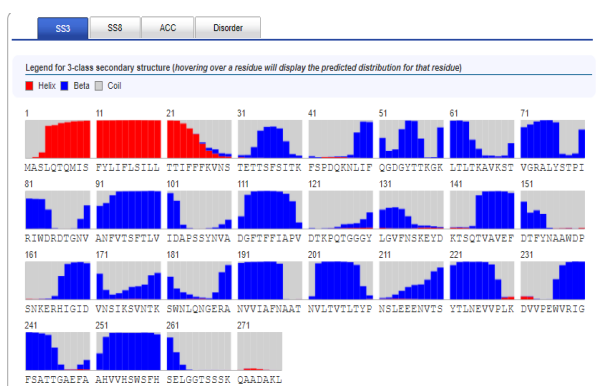 SS3 SS8 ACC Disorder
Legend for 3-class secondary structure (hovering over a residue will display the predicted distribution for that residue)
Helix Beta Coil
1 11 21 31 41 51 61 71
MASLQTQMIS FYLIFLSILL TTIFFFKVNS TETTSFSITK FSPDQKNLIF QGDGYTTKGK LTLTKAVKST VGRALYSTPI
81 91 101 111 121 131 141 151
RIWDRDTGNV ANFVTSFTLV IDAPSSYNVA DGFTFFIAPV DTKPQTGGGY LGVFNSKEYD KTSQTVAVEF DTFYNAAWDP
161 171 181 191 201 211 221 231
SNKERHIGID VNSIKSVNTK SWNLQNGERA NVVIAFNAAT NVLTVTLTYP NSLEEENVTS YTLNEVVPLK DVVPEWVRIG
241 251 261 271
FSATTGAEFA AHVVHSWSFH SELGGTSSSK QAADAKL